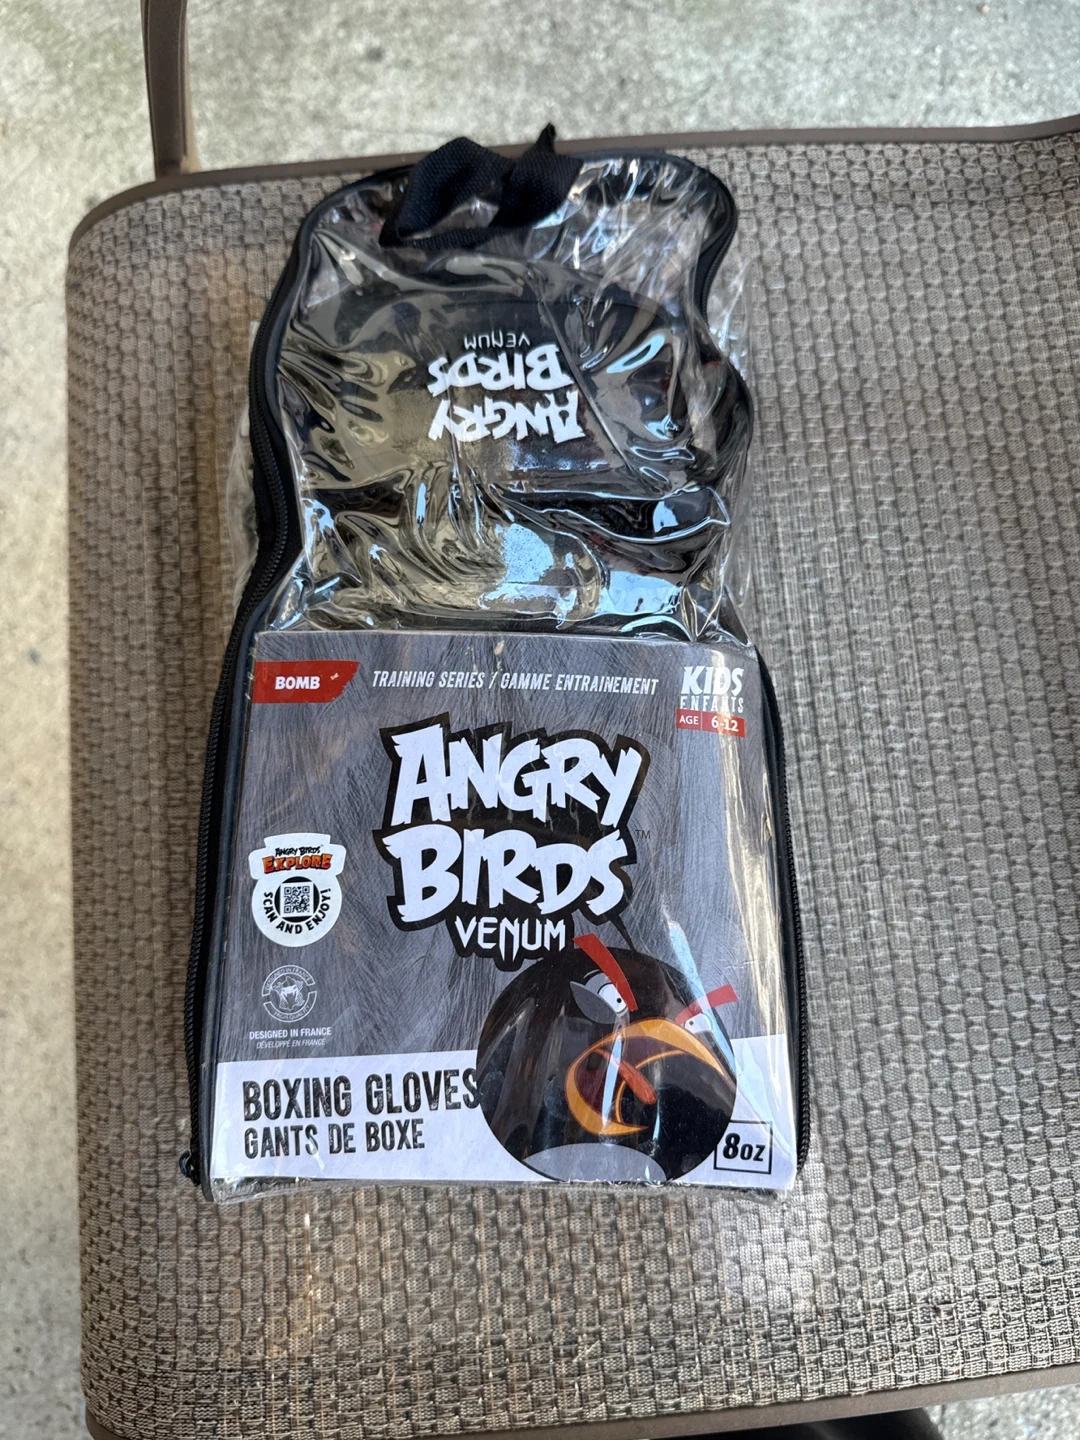 VENUM
BIRDS
ANGRY
BOMB
TRAINING SERIES / GAMME ENTRAINEMENT
KIDS
ENFANTS
AGE 6-12
ANGRY
BIRDS
TM
VENUM
ANGRY BIRDS
EXPLORE
SCAN AND ENJOY!
DESIGNED IN FRANCE
DÉVELOPPÉ EN FRANCE
BOXING GLOVES
GANTS DE BOXE
8oz